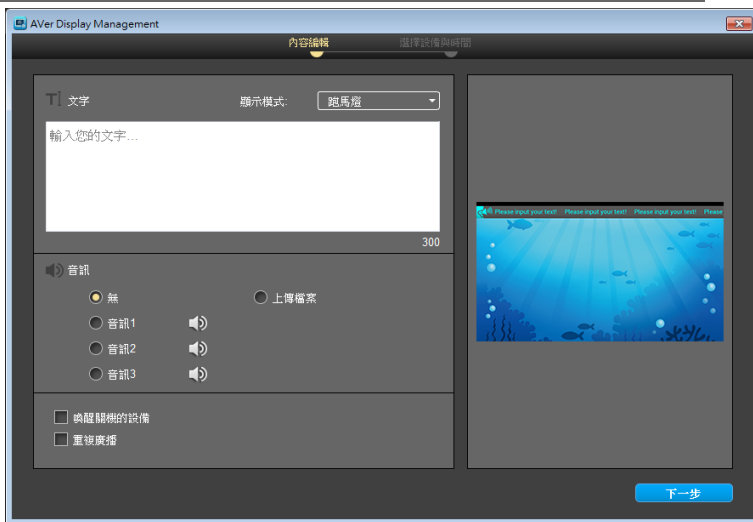 AVer Display Management
內容編輯 選擇設備與時間
文字 顯示模式: 跑馬燈
輸入您的文字...
300
Please input your text! Please input your text! Please input your text! Please
音訊
無 上傳檔案
音訊1
音訊2
音訊3
喚醒關機的設備
重複廣播
下一步